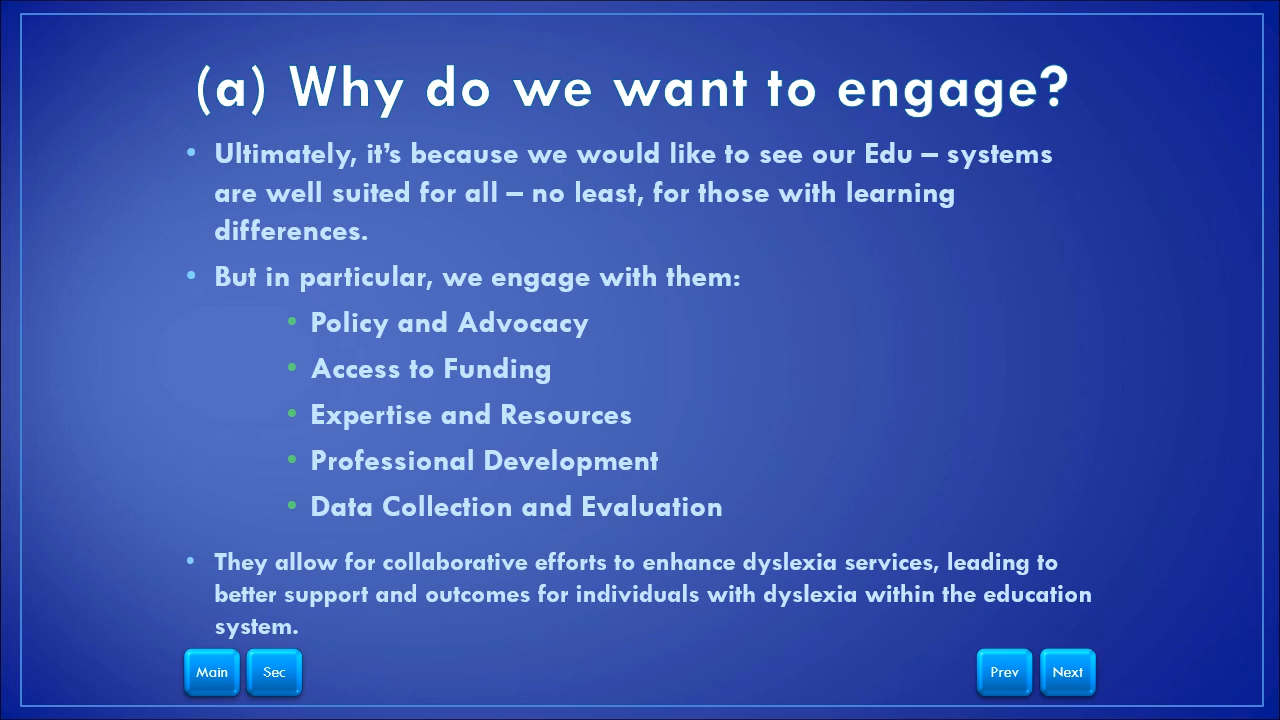 (a) Why do we want to engage?
• Ultimately, it’s because we would like to see our Edu – systems
are well suited for all – no least, for those with learning
differences.
• But in particular, we engage with them:
• Policy and Advocacy
• Access to Funding
• Expertise and Resources
• Professional Development
• Data Collection and Evaluation
• They allow for collaborative efforts to enhance dyslexia services, leading to
better support and outcomes for individuals with dyslexia within the education
system.
Main Sec Prev Next